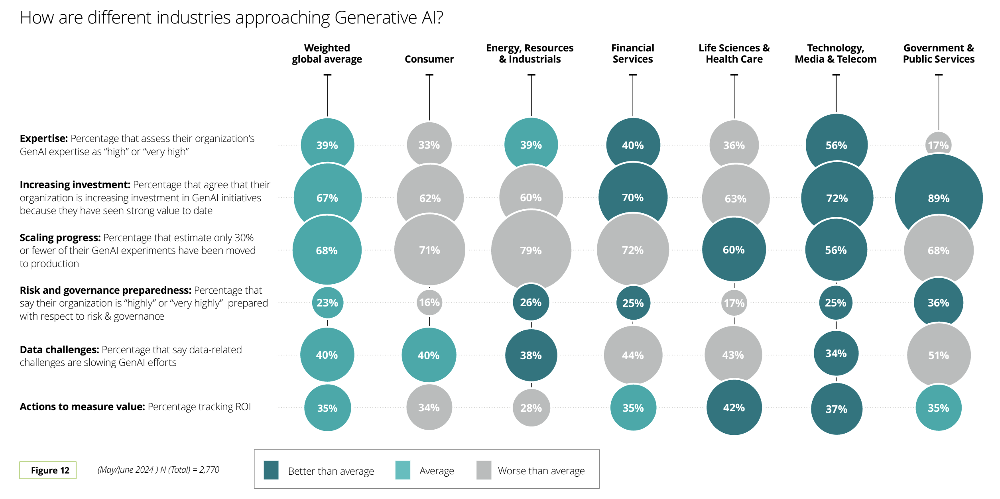 How are different industries approaching Generative AI?
Weighted
global average
Consumer
Energy, Resources
& Industrials
Financial
Services
Life Sciences &
Health Care
Technology,
Media & Telecom
Government &
Public Services
Expertise: Percentage that assess their organization’s
GenAI expertise as “high” or “very high”
39% 33% 39% 40% 36% 56% 17%
Increasing investment: Percentage that agree that their
organization is increasing investment in GenAI initiatives
because they have seen strong value to date
67% 62% 60% 70% 63% 72% 89%
Scaling progress: Percentage that estimate only 30%
or fewer of their GenAI experiments have been moved
to production
68% 71% 79% 72% 60% 56% 68%
Risk and governance preparedness: Percentage that
say their organization is “highly” or “very highly” prepared
with respect to risk & governance
23% 16% 26% 25% 17% 25% 36%
Data challenges: Percentage that say data-related
challenges are slowing GenAI efforts
40% 40% 38% 44% 43% 34% 51%
Actions to measure value: Percentage tracking ROI
35% 34% 28% 35% 42% 37% 35%
Figure 12
(May/June 2024 ) N (Total) = 2,770
Better than average
Average
Worse than average